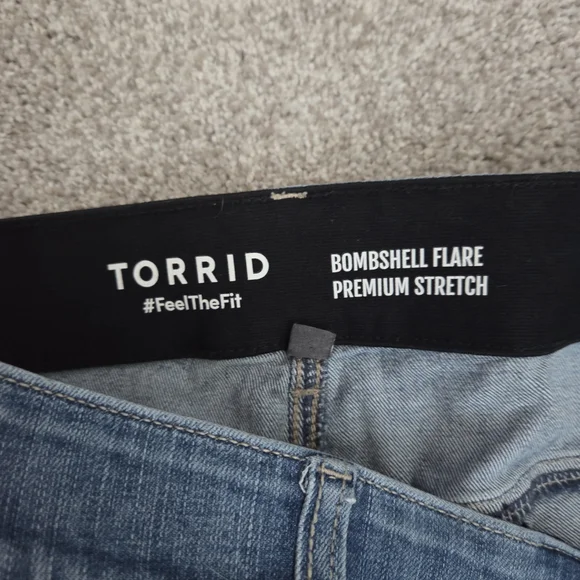 TORRID
#FeelTheFit
BOMBSHELL FLARE
PREMIUM STRETCH